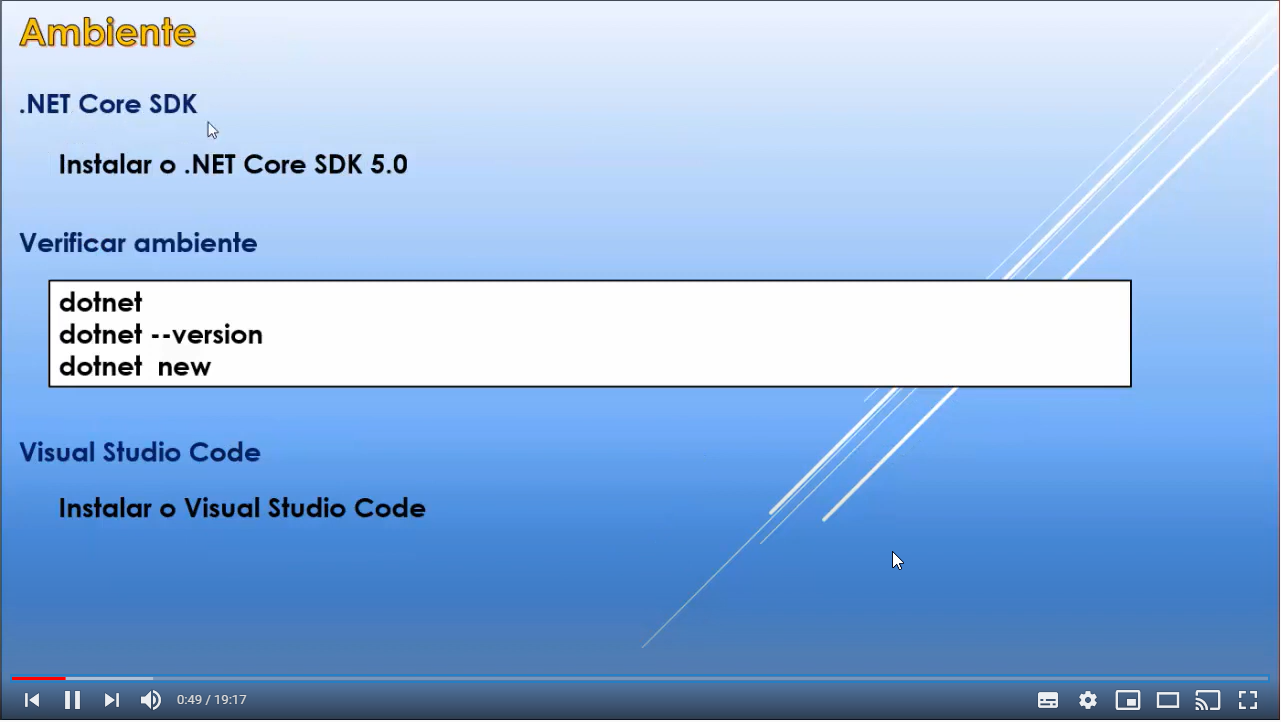 Ambiente
.NET Core SDK
Instalar o .NET Core SDK 5.0
Verificar ambiente
dotnet
dotnet --version
dotnet  new
Visual Studio Code
Instalar o Visual Studio Code
0:49 / 19:17